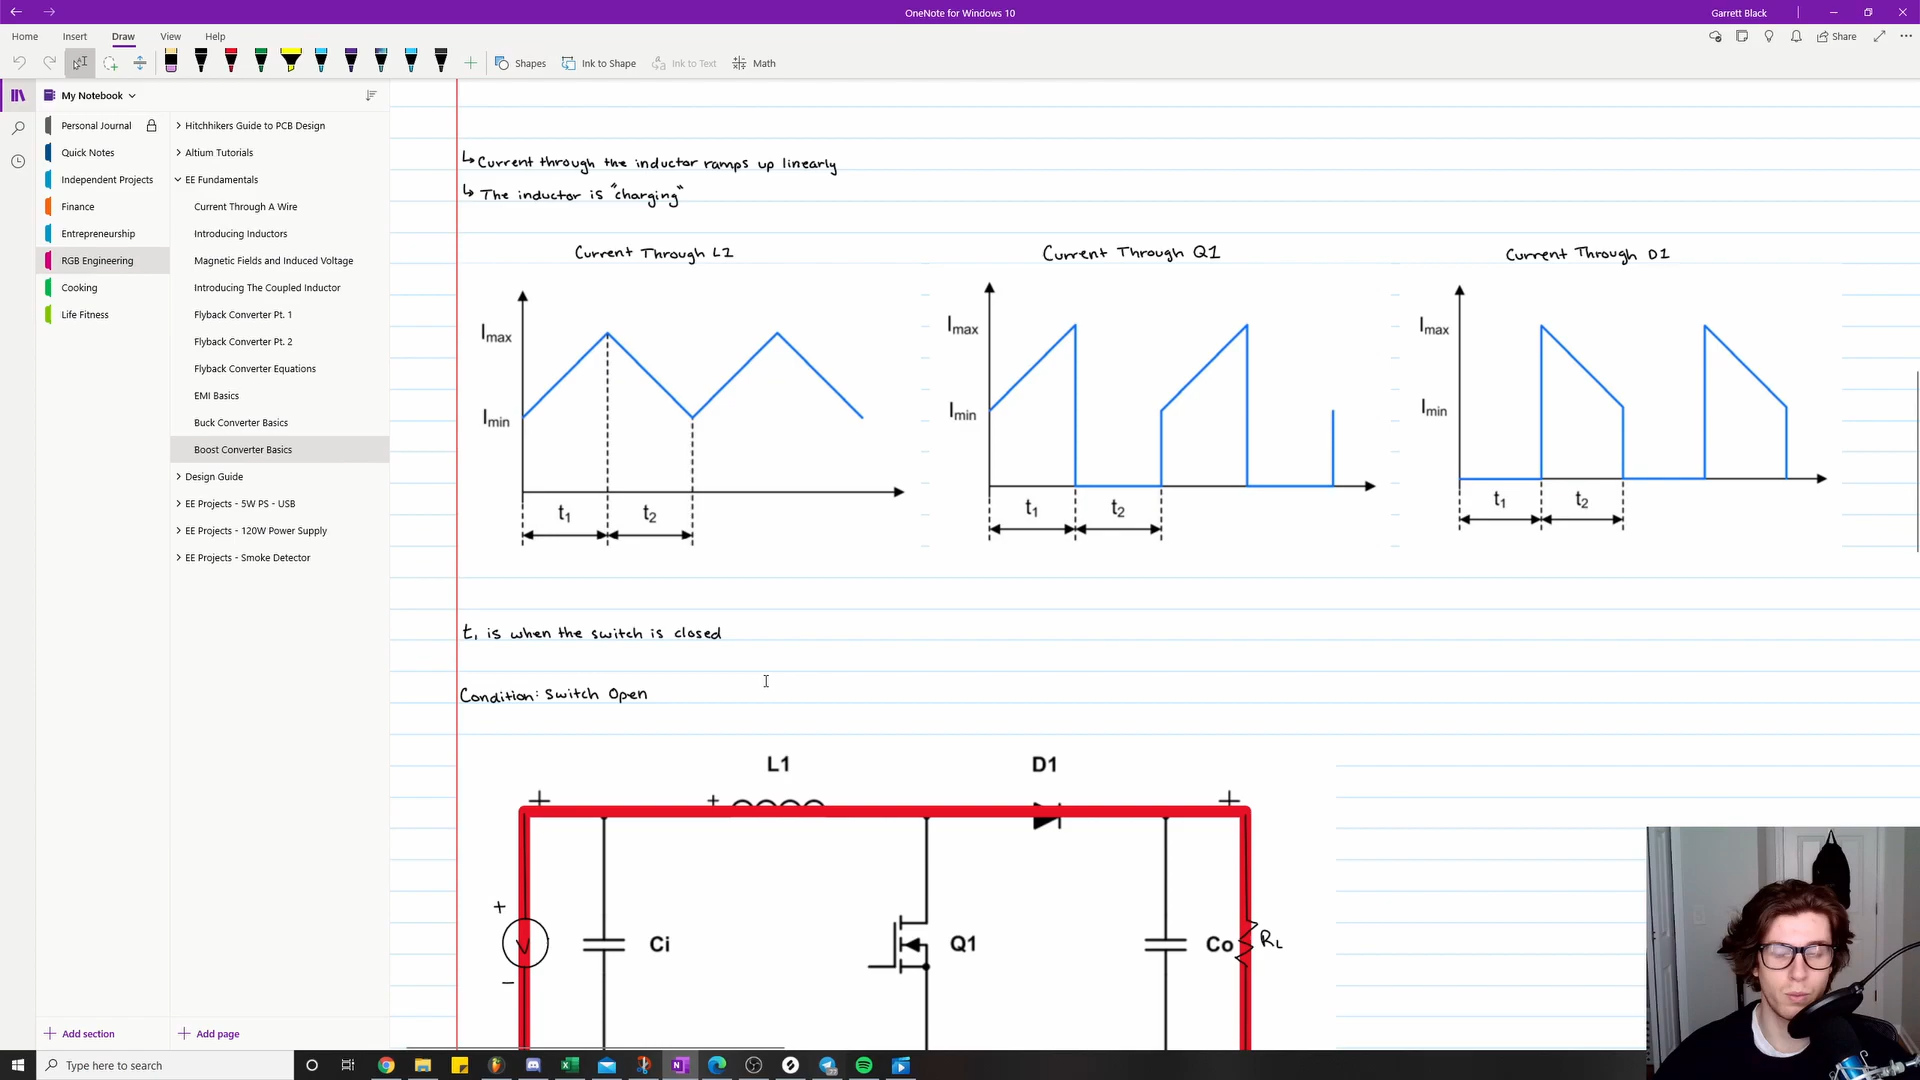 OneNote for Windows 10
Garrett Black
Home
Insert
Draw
View
Help
Share
Shapes
Ink to Shape
Ink to Text
Math
My Notebook
Personal Journal
Quick Notes
Independent Projects
Finance
Entrepreneurship
RGB Engineering
Cooking
Life Fitness
Add section
Hitchhikers Guide to PCB Design
Altium Tutorials
EE Fundamentals
Current Through A Wire
Introducing Inductors
Magnetic Fields and Induced Voltage
Introducing The Coupled Inductor
Flyback Converter Pt. 1
Flyback Converter Pt. 2
Flyback Converter Equations
EMI Basics
Buck Converter Basics
Boost Converter Basics
Design Guide
EE Projects - 5W PS - USB
EE Projects - 120W Power Supply
EE Projects - Smoke Detector
Add page
↳ Current through the inductor ramps up linearly
↳ The inductor is "charging"
Current Through L1
Imax
Imin
t1
t2
Current Through Q1
Imax
Imin
t1
t2
Current Through D1
Imax
Imin
t1
t2
t1 is when the switch is closed
Condition: Switch Open
L1
D1
+
+
+
+
V
-
Ci
Q1
Co
RL
Type here to search